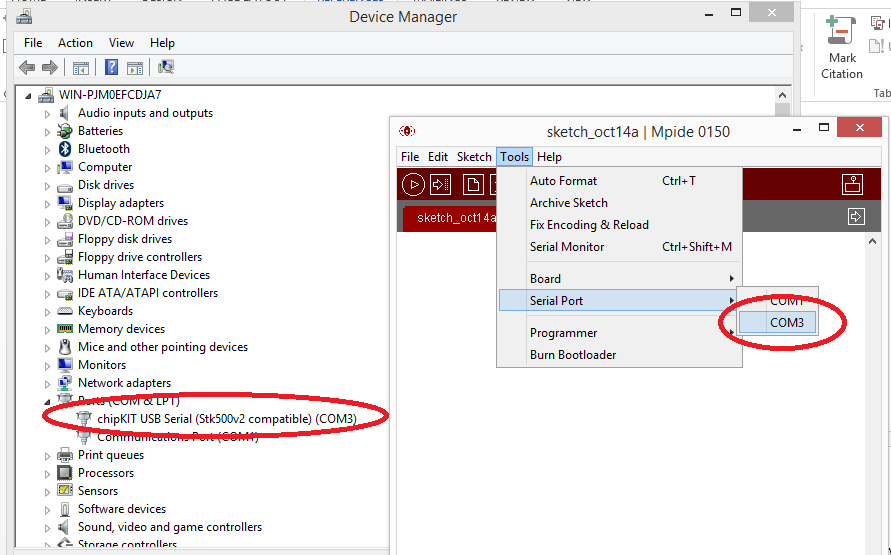 Device Manager
File Action View Help
WIN-PJM0EFCDJA7
Audio inputs and outputs
Batteries
Bluetooth
Computer
Disk drives
Display adapters
DVD/CD-ROM drives
Floppy disk drives
Floppy drive controllers
Human Interface Devices
IDE ATA/ATAPI controllers
Keyboards
Memory devices
Mice and other pointing devices
Monitors
Network adapters
Ports (COM & LPT)
chipKIT USB Serial (Stk500v2 compatible) (COM3)
Communications Port (COM1)
Print queues
Processors
Sensors
Software devices
Sound, video and game controllers
Storage controllers
sketch_oct14a | Mpide 0150
File Edit Sketch Tools Help
sketch_oct14a
Auto Format Ctrl+T
Archive Sketch
Fix Encoding & Reload
Serial Monitor Ctrl+Shift+M
Board
Serial Port
Programmer
Burn Bootloader
COM1
COM3
Mark
Citation
Tab